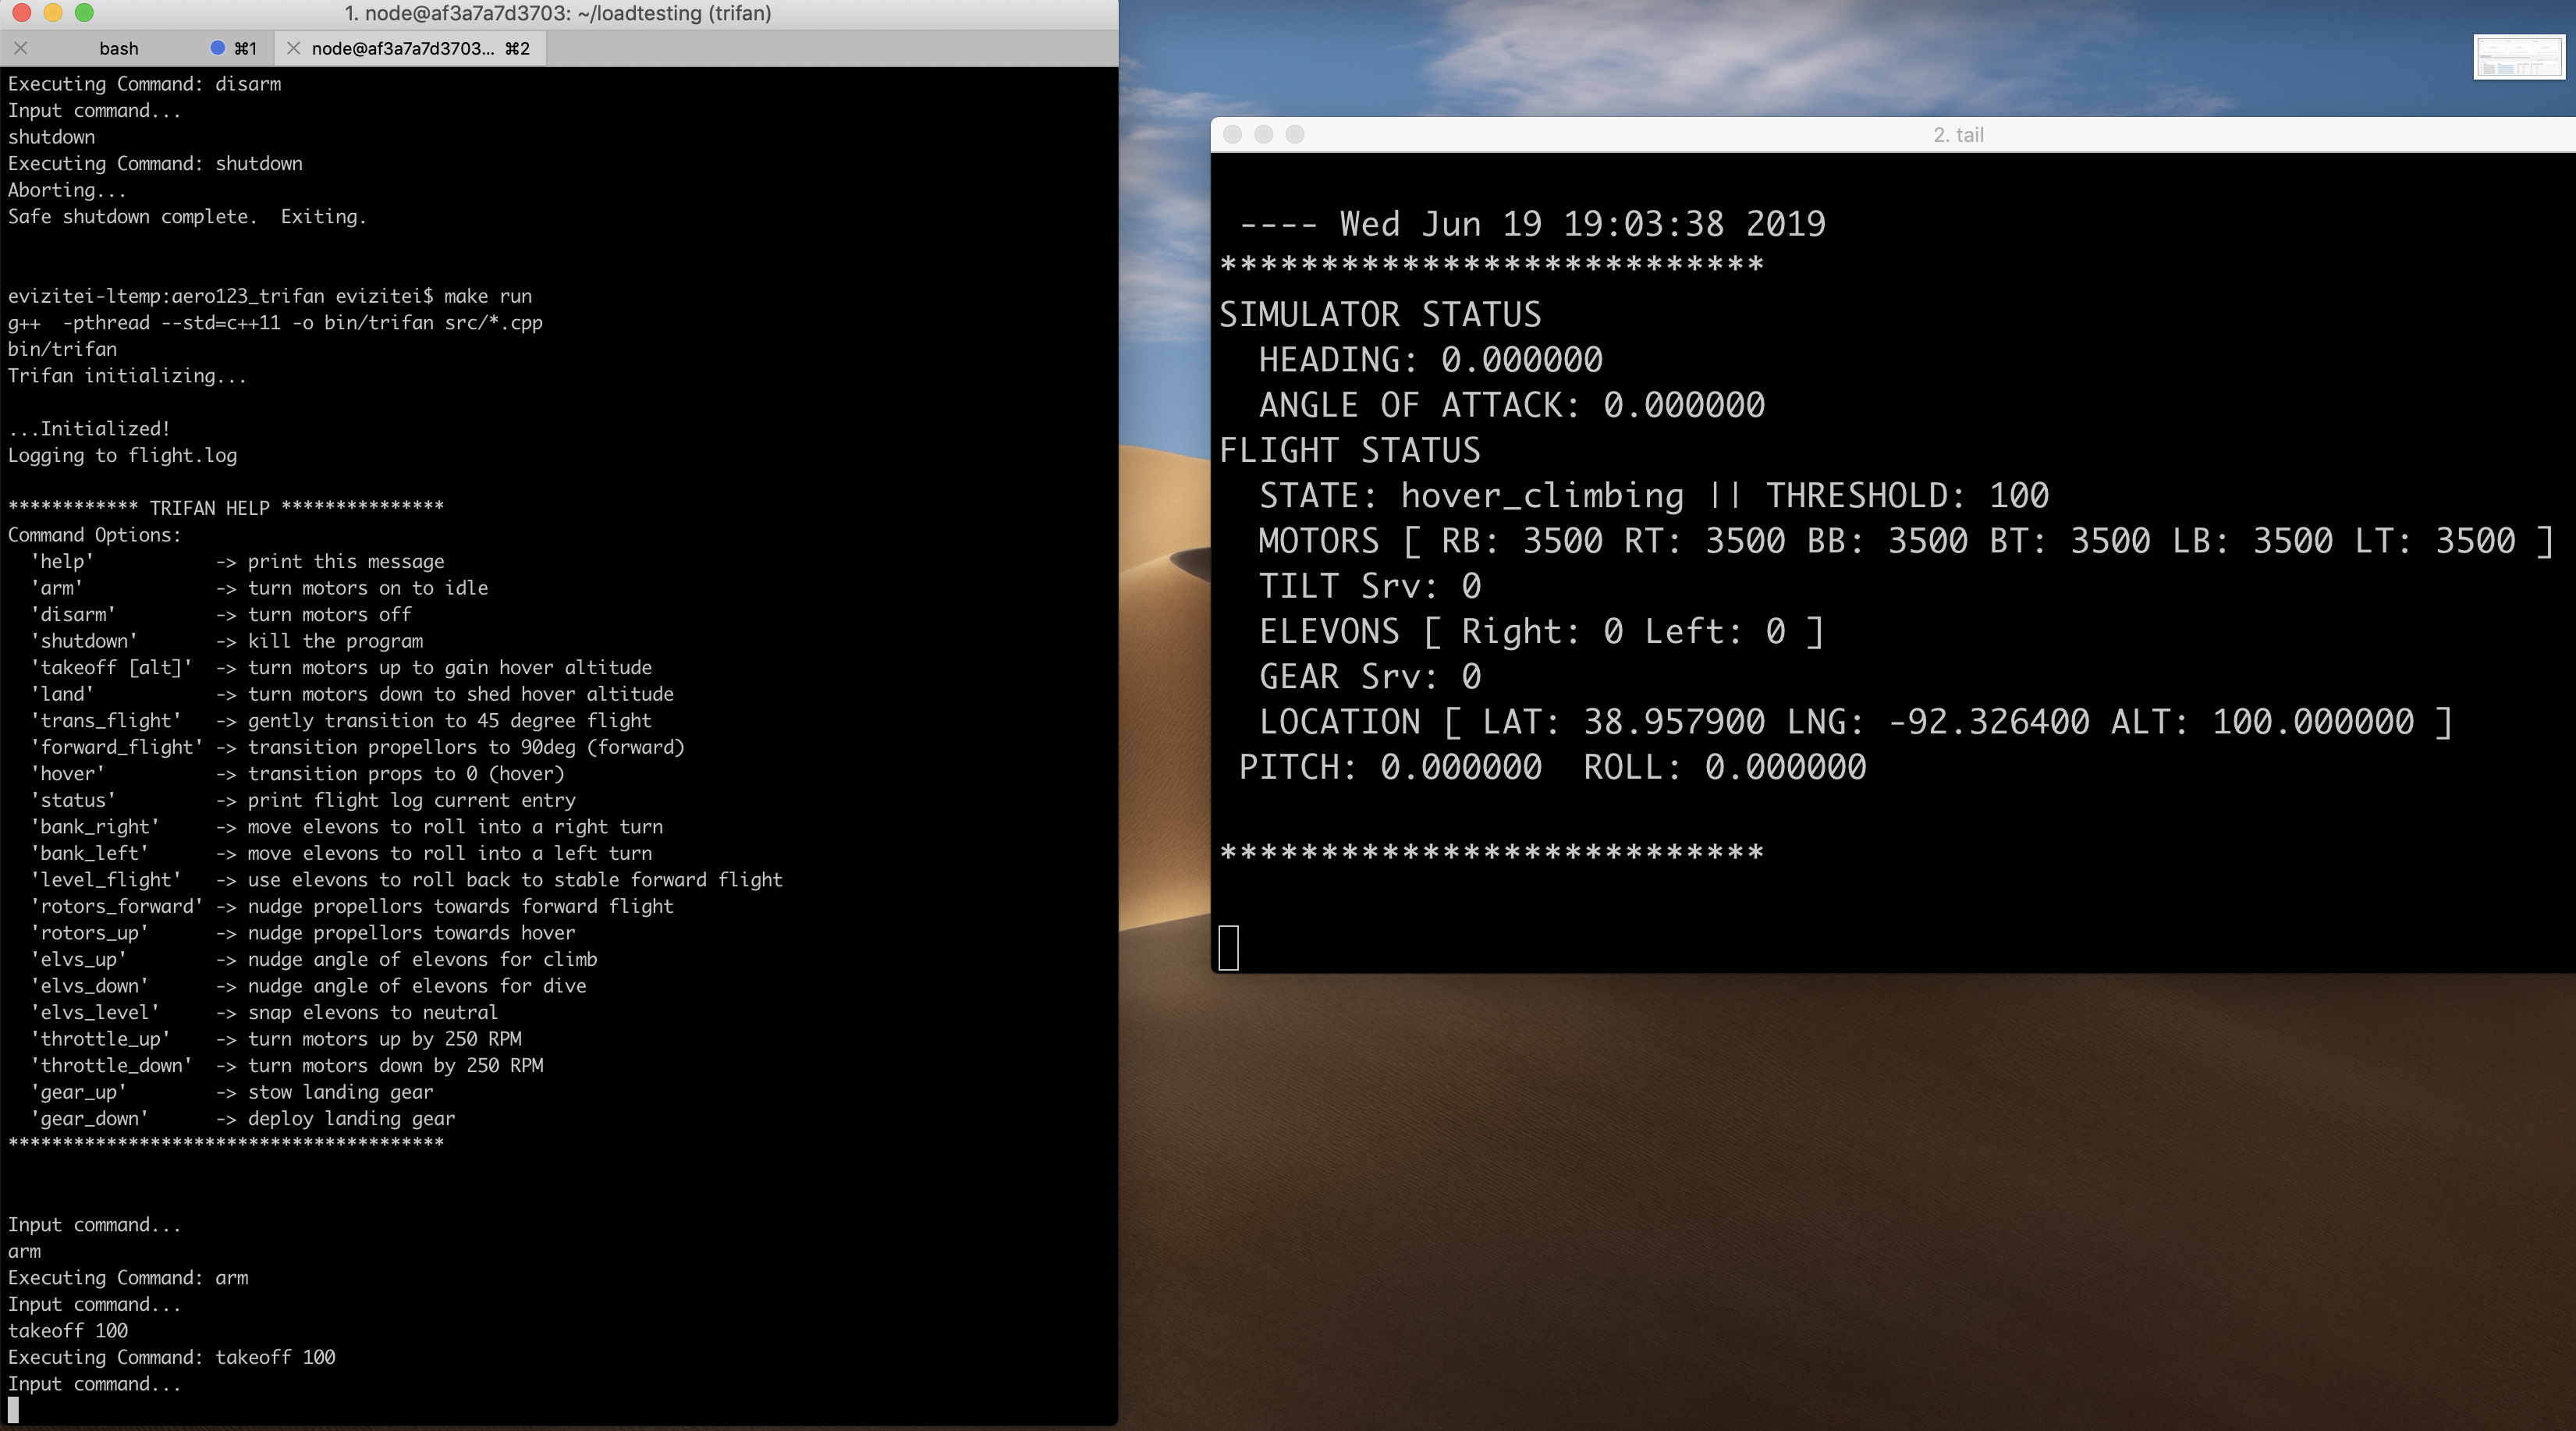 1. node@af3a7a7d3703: ~/loadtesting (trifan)
bash ⌘1 node@af3a7a7d3703... ⌘2
Executing Command: disarm
Input command...
shutdown
Executing Command: shutdown
Aborting...
Safe shutdown complete.  Exiting.
evizitei-ltemp:aero123_trifan evizitei$ make run
g++  -pthread --std=c++11 -o bin/trifan src/*.cpp
bin/trifan
Trifan initializing...
...Initialized!
Logging to flight.log
************ TRIFAN HELP ***************
Command Options:
'help' -> print this message
'arm' -> turn motors on to idle
'disarm' -> turn motors off
'shutdown' -> kill the program
'takeoff [alt]' -> turn motors up to gain hover altitude
'land' -> turn motors down to shed hover altitude
'trans_flight' -> gently transition to 45 degree flight
'forward_flight' -> transition propellors to 90deg (forward)
'hover' -> transition props to 0 (hover)
'status' -> print flight log current entry
'bank_right' -> move elevons to roll into a right turn
'bank_left' -> move elevons to roll into a left turn
'level_flight' -> use elevons to roll back to stable forward flight
'rotors_forward' -> nudge propellors towards forward flight
'rotors_up' -> nudge propellors towards hover
'elvs_up' -> nudge angle of elevons for climb
'elvs_down' -> nudge angle of elevons for dive
'elvs_level' -> snap elevons to neutral
'throttle_up' -> turn motors up by 250 RPM
'throttle_down' -> turn motors down by 250 RPM
'gear_up' -> stow landing gear
'gear_down' -> deploy landing gear
****************************************
Input command...
arm
Executing Command: arm
Input command...
takeoff 100
Executing Command: takeoff 100
Input command...
2. tail
---- Wed Jun 19 19:03:38 2019
***************************
SIMULATOR STATUS
HEADING: 0.000000
ANGLE OF ATTACK: 0.000000
FLIGHT STATUS
STATE: hover_climbing || THRESHOLD: 100
MOTORS [ RB: 3500 RT: 3500 BB: 3500 BT: 3500 LB: 3500 LT: 3500 ]
TILT Srv: 0
ELEVONS [ Right: 0 Left: 0 ]
GEAR Srv: 0
LOCATION [ LAT: 38.957900 LNG: -92.326400 ALT: 100.000000 ]
PITCH: 0.000000  ROLL: 0.000000
***************************